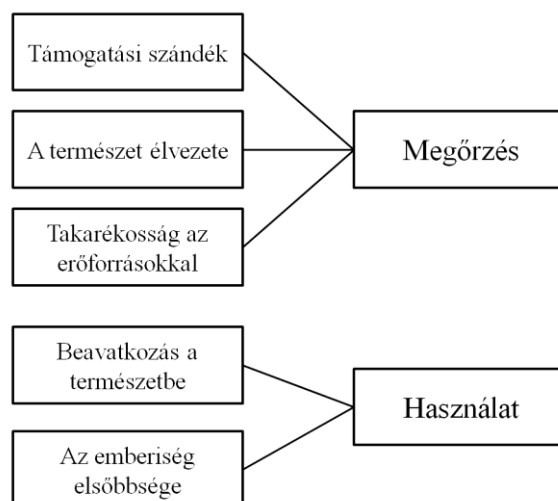 Támogatási szándék
A természet élvezete
Megőrzés
Takarékosság az
erőforrásokkal
Beavatkozás a
természetbe
Használat
Az emberiség
elsőbbsége